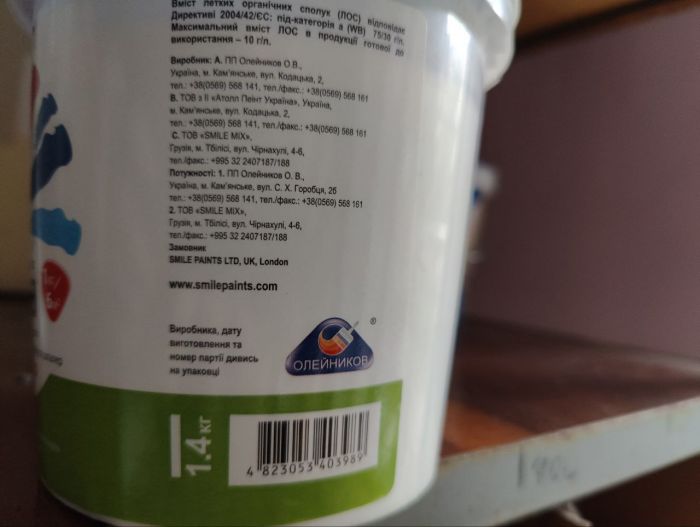 Вміст летких органічних сполук (ЛОС) відповідає
Директиві 2004/42/ЄС: під-категорія a (WB) 75/30 г/л.
Максимальний вміст ЛОС в продукції готової до
використання – 10 г/л.
Виробник: А. ПП Олейников О.В.,
Україна, м. Кам'янське, вул. Кодацька, 2,
тел.: +38(0569) 568 141, тел./факс.: +38(0569) 568 161
В. ТОВ з ІІ «Атолл Пеінт Україна», Україна,
м. Кам'янське, вул. Кодацька, 2,
тел.: +38(0569) 568 141, тел./факс.: +38(0569) 568 161
С. ТОВ «SMILE MIX»,
Грузія, м. Тбілісі, вул. Чірнахулі, 4-6,
тел./факс.: +995 32 2407187/188
Потужності: 1. ПП Олейников О. В.,
Україна, м. Кам'янське, вул. С. Х. Горобця, 2б
тел.: +38(0569) 568 141, тел./факс.: +38(0569) 568 161
2. ТОВ «SMILE MIX»,
Грузія, м. Тбілісі, вул. Чірнахулі, 4-6,
тел./факс.: +995 32 2407187/188
Замовник
SMILE PAINTS LTD, UK, London
www.smilepaints.com
Виробника, дату
виготовлення та
номер партії дивись
на упаковці
®
ОЛЕЙНИКОВ
1.4 кг
4 823053 403989